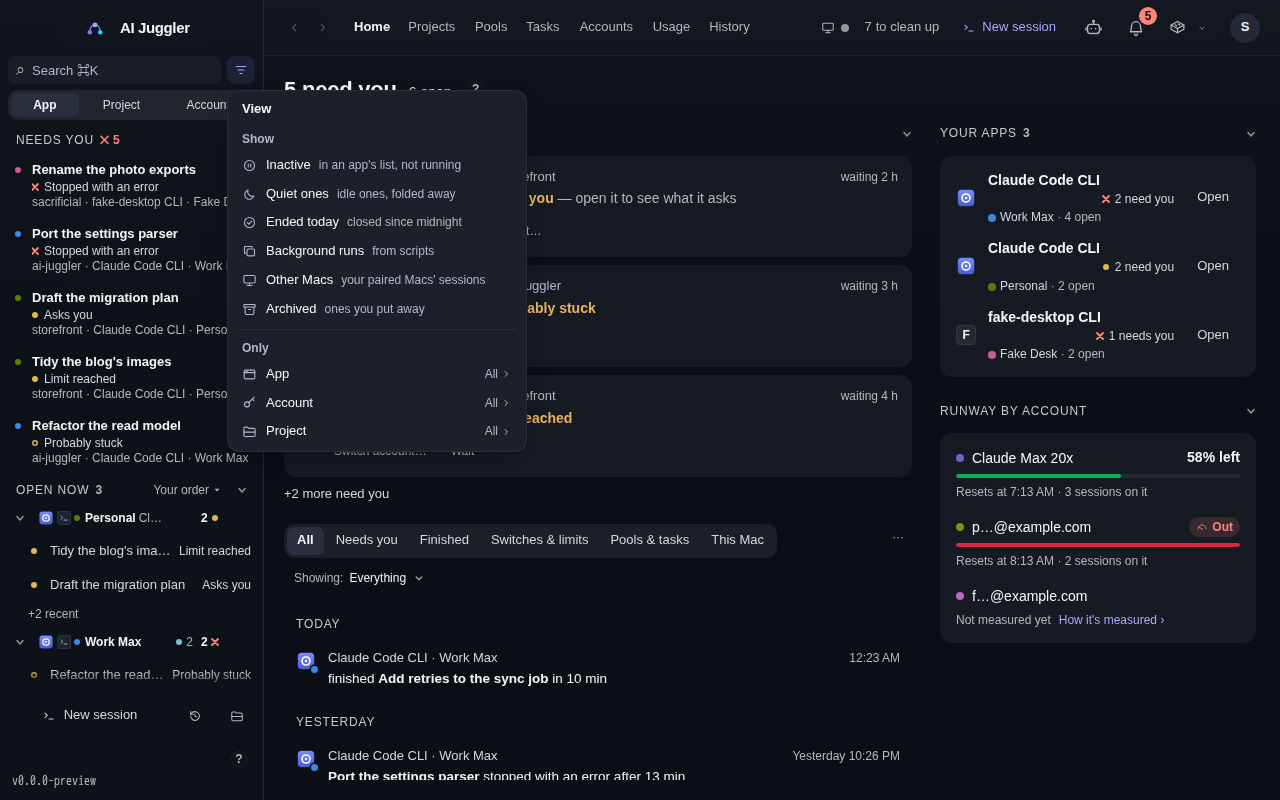 AI Juggler
Search ⌘K
App Project Accoun
NEEDS YOU 5
Rename the photo exports
Stopped with an error
sacrificial · fake-desktop CLI · Fake D
Port the settings parser
Stopped with an error
ai-juggler · Claude Code CLI · Work
Draft the migration plan
Asks you
storefront · Claude Code CLI · Perso
Tidy the blog's images
Limit reached
storefront · Claude Code CLI · Perso
Refactor the read model
Probably stuck
ai-juggler · Claude Code CLI · Work Max
OPEN NOW 3 Your order
Personal Cl… 2
Tidy the blog's ima… Limit reached
Draft the migration plan Asks you
+2 recent
Work Max 2 2
Refactor the read… Probably stuck
New session
?
v0.0.0-preview
Home Projects Pools Tasks Accounts Usage History
7 to clean up
New session
5
S
5 need you 6 open ?
View
Show
Inactive in an app's list, not running
Quiet ones idle ones, folded away
Ended today closed since midnight
Background runs from scripts
Other Macs your paired Macs' sessions
Archived ones you put away
Only
App All
Account All
Project All
efront waiting 2 h
you — open it to see what it asks
t…
uggler waiting 3 h
ably stuck
efront waiting 4 h
eached
Switch account… Wait
+2 more need you
All Needs you Finished Switches & limits Pools & tasks This Mac …
Showing: Everything
TODAY
Claude Code CLI · Work Max 12:23 AM
finished Add retries to the sync job in 10 min
YESTERDAY
Claude Code CLI · Work Max Yesterday 10:26 PM
Port the settings parser stopped with an error after 13 min
YOUR APPS 3
Claude Code CLI
2 need you
Open
Work Max · 4 open
Claude Code CLI
2 need you
Open
Personal · 2 open
F
fake-desktop CLI
1 needs you
Open
Fake Desk · 2 open
RUNWAY BY ACCOUNT
Claude Max 20x 58% left
Resets at 7:13 AM · 3 sessions on it
p…@example.com Out
Resets at 8:13 AM · 2 sessions on it
f…@example.com
Not measured yet How it's measured ›